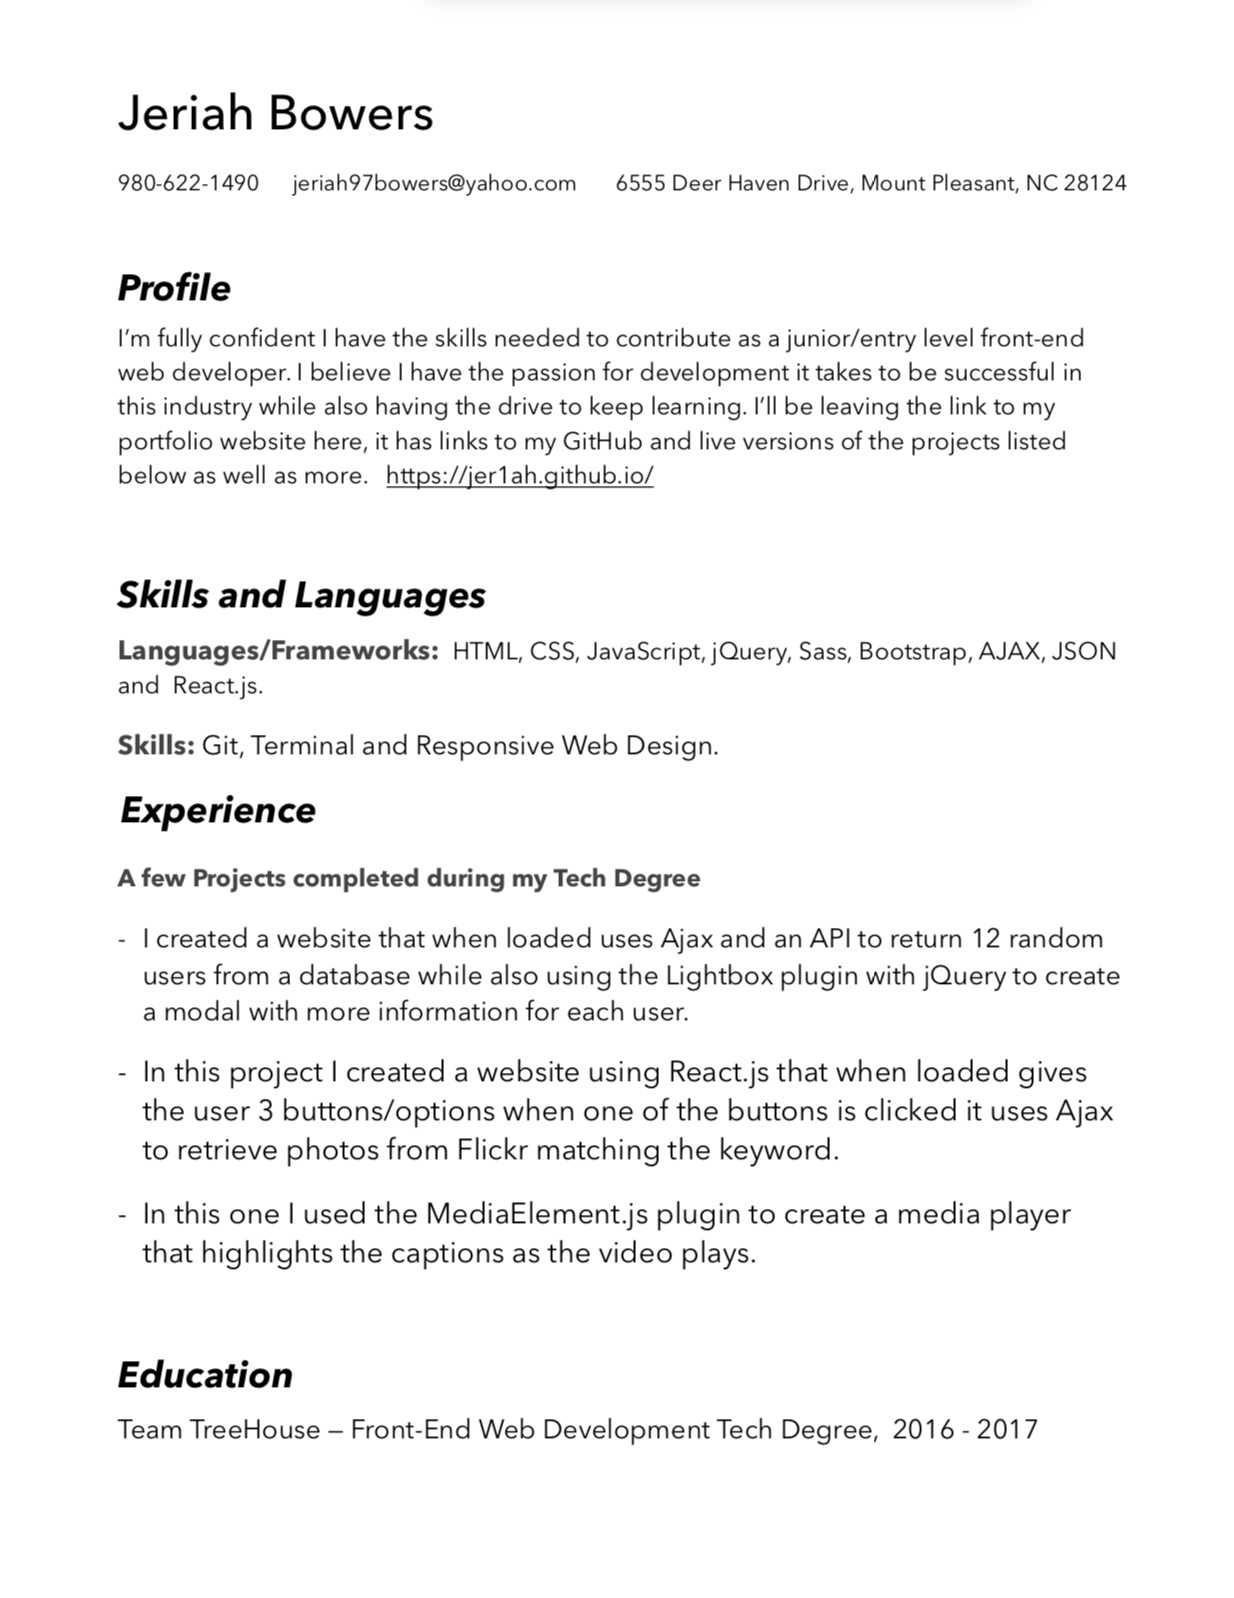 Jeriah Bowers
980-622-1490 jeriah97bowers@yahoo.com 6555 Deer Haven Drive, Mount Pleasant, NC 28124
Profile
I’m fully confident I have the skills needed to contribute as a junior/entry level front-end
web developer. I believe I have the passion for development it takes to be successful in
this industry while also having the drive to keep learning. I’ll be leaving the link to my
portfolio website here, it has links to my GitHub and live versions of the projects listed
below as well as more. https://jer1ah.github.io/
Skills and Languages
Languages/Frameworks: HTML, CSS, JavaScript, jQuery, Sass, Bootstrap, AJAX, JSON
and React.js.
Skills: Git, Terminal and Responsive Web Design.
Experience
A few Projects completed during my Tech Degree
- I created a website that when loaded uses Ajax and an API to return 12 random
users from a database while also using the Lightbox plugin with jQuery to create
a modal with more information for each user.
- In this project I created a website using React.js that when loaded gives
the user 3 buttons/options when one of the buttons is clicked it uses Ajax
to retrieve photos from Flickr matching the keyword.
- In this one I used the MediaElement.js plugin to create a media player
that highlights the captions as the video plays.
Education
Team TreeHouse — Front-End Web Development Tech Degree, 2016 - 2017